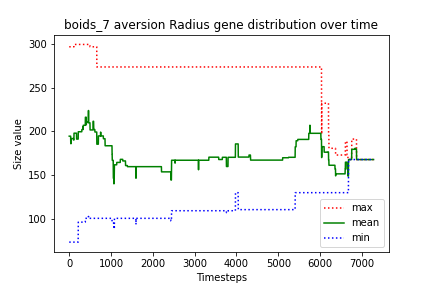 boids_7 aversion Radius gene distribution over time
Size value
300
250
200
150
100
0 1000 2000 3000 4000 5000 6000 7000
Timesteps
max
mean
min